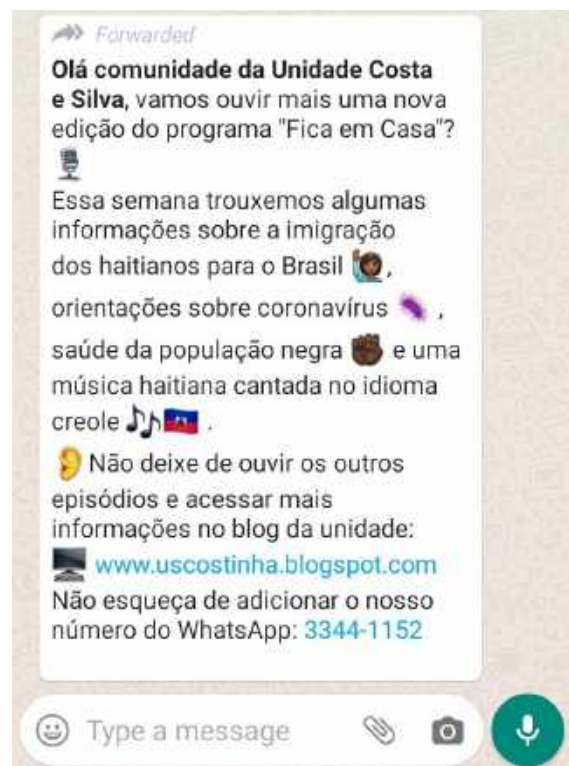 Forwarded
Olá comunidade da Unidade Costa
e Silva, vamos ouvir mais uma nova
edição do programa "Fica em Casa"?
Essa semana trouxemos algumas
informações sobre a imigração
dos haitianos para o Brasil ,
orientações sobre coronavírus ,
saúde da população negra e uma
música haitiana cantada no idioma
creole .
Não deixe de ouvir os outros
episódios e acessar mais
informações no blog da unidade:
www.uscostinha.blogspot.com
Não esqueça de adicionar o nosso
número do WhatsApp: 3344-1152
Type a message